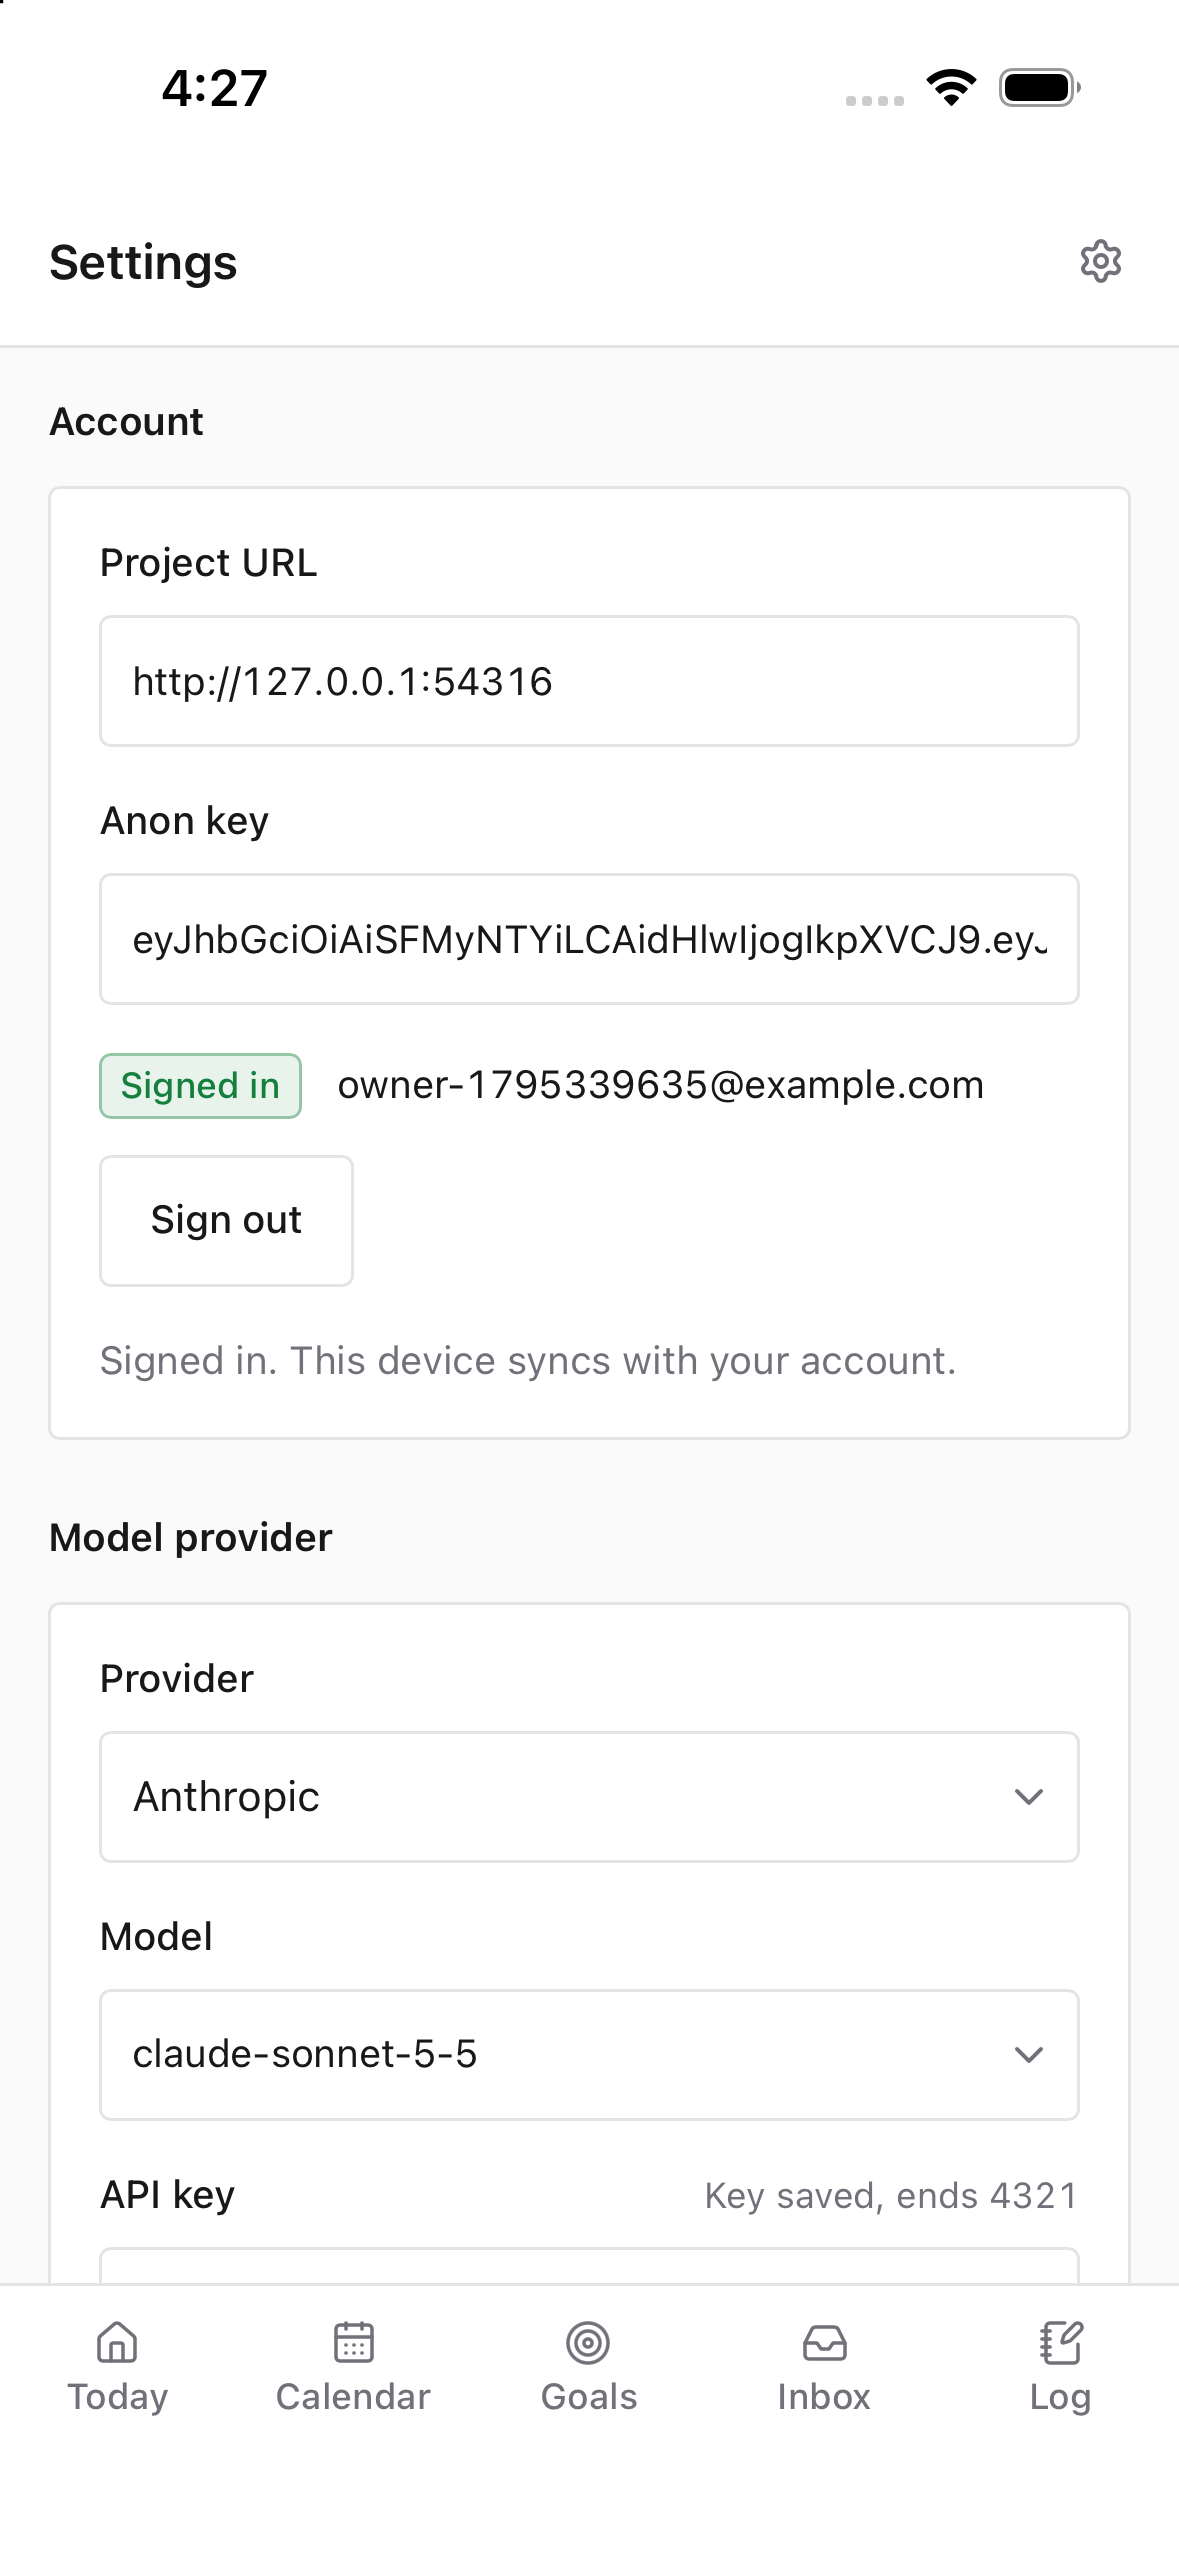 4:27
Settings
Account
Project URL
http://127.0.0.1:54316
Anon key
eyJhbGciOiAiSFMyNTYiLCAidHlwIjogIkpXVCJ9.eyJ
Signed in owner-1795339635@example.com
Sign out
Signed in. This device syncs with your account.
Model provider
Provider
Anthropic
Model
claude-sonnet-5-5
API key Key saved, ends 4321
Today Calendar Goals Inbox Log